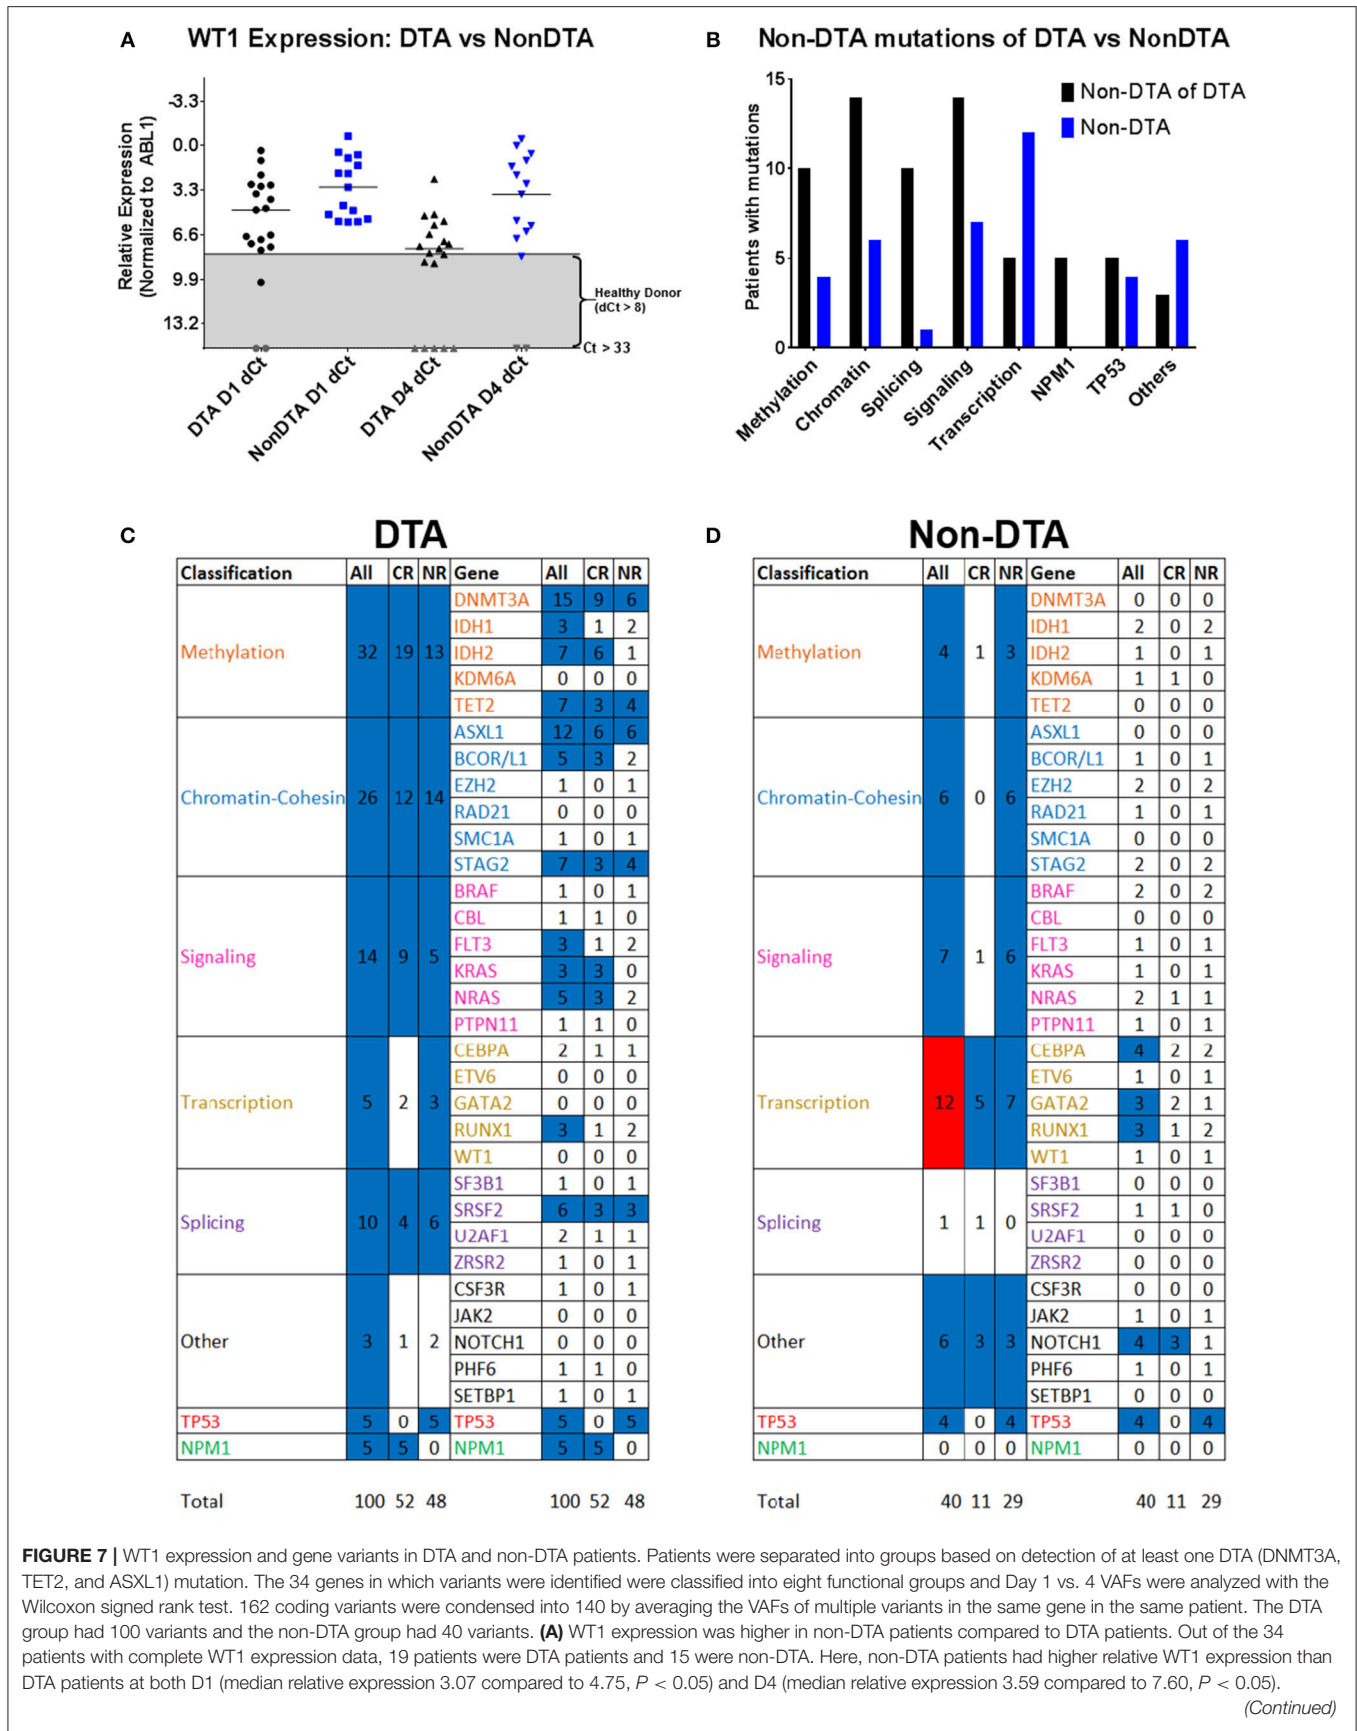 A WT1 Expression: DTA vs NonDTA
Relative Expression
(Normalized to ABL1)
-3.3
0.0
3.3
6.6
9.9
13.2
Healthy Donor
(dCt > 8)
Ct > 33
DTA D1 dCt
NonDTA D1 dCt
DTA D4 dCt
NonDTA D4 dCt
B Non-DTA mutations of DTA vs NonDTA
Patients with mutations
15
10
5
0
Non-DTA of DTA
Non-DTA
Methylation
Chromatin
Splicing
Signaling
Transcription
NPM1
TP53
Others
C DTA
Classification All CR NR Gene All CR NR
Methylation 32 19 13
DNMT3A 15 9 6
IDH1 3 1 2
IDH2 7 6 1
KDM6A 0 0 0
TET2 7 3 4
Chromatin-Cohesin 26 12 14
ASXL1 12 6 6
BCOR/L1 5 3 2
EZH2 1 0 1
RAD21 0 0 0
SMC1A 1 0 1
STAG2 7 3 4
Signaling 14 9 5
BRAF 1 0 1
CBL 1 1 0
FLT3 3 1 2
KRAS 3 3 0
NRAS 5 3 2
PTPN11 1 1 0
Transcription 5 2 3
CEBPA 2 1 1
ETV6 0 0 0
GATA2 0 0 0
RUNX1 3 1 2
WT1 0 0 0
Splicing 10 4 6
SF3B1 1 0 1
SRSF2 6 3 3
U2AF1 2 1 1
ZRSR2 1 0 1
Other 3 1 2
CSF3R 1 0 1
JAK2 0 0 0
NOTCH1 0 0 0
PHF6 1 1 0
SETBP1 1 0 1
TP53 5 0 5 TP53 5 0 5
NPM1 5 5 0 NPM1 5 5 0
Total 100 52 48 100 52 48
D Non-DTA
Classification All CR NR Gene All CR NR
Methylation 4 1 3
DNMT3A 0 0 0
IDH1 2 0 2
IDH2 1 0 1
KDM6A 1 1 0
TET2 0 0 0
Chromatin-Cohesin 6 0 6
ASXL1 0 0 0
BCOR/L1 1 0 1
EZH2 2 0 2
RAD21 1 0 1
SMC1A 0 0 0
STAG2 2 0 2
Signaling 7 1 6
BRAF 2 0 2
CBL 0 0 0
FLT3 1 0 1
KRAS 1 0 1
NRAS 2 1 1
PTPN11 1 0 1
Transcription 12 5 7
CEBPA 4 2 2
ETV6 1 0 1
GATA2 3 2 1
RUNX1 3 1 2
WT1 1 0 1
Splicing 1 1 0
SF3B1 0 0 0
SRSF2 1 1 0
U2AF1 0 0 0
ZRSR2 0 0 0
Other 6 3 3
CSF3R 0 0 0
JAK2 1 0 1
NOTCH1 4 3 1
PHF6 1 0 1
SETBP1 0 0 0
TP53 4 0 4 TP53 4 0 4
NPM1 0 0 0 NPM1 0 0 0
Total 40 11 29 40 11 29
FIGURE 7 | WT1 expression and gene variants in DTA and non-DTA patients. Patients were separated into groups based on detection of at least one DTA (DNMT3A,
TET2, and ASXL1) mutation. The 34 genes in which variants were identified were classified into eight functional groups and Day 1 vs. 4 VAFs were analyzed with the
Wilcoxon signed rank test. 162 coding variants were condensed into 140 by averaging the VAFs of multiple variants in the same gene in the same patient. The DTA
group had 100 variants and the non-DTA group had 40 variants. (A) WT1 expression was higher in non-DTA patients compared to DTA patients. Out of the 34
patients with complete WT1 expression data, 19 patients were DTA patients and 15 were non-DTA. Here, non-DTA patients had higher relative WT1 expression than
DTA patients at both D1 (median relative expression 3.07 compared to 4.75, P < 0.05) and D4 (median relative expression 3.59 compared to 7.60, P < 0.05).
(Continued)